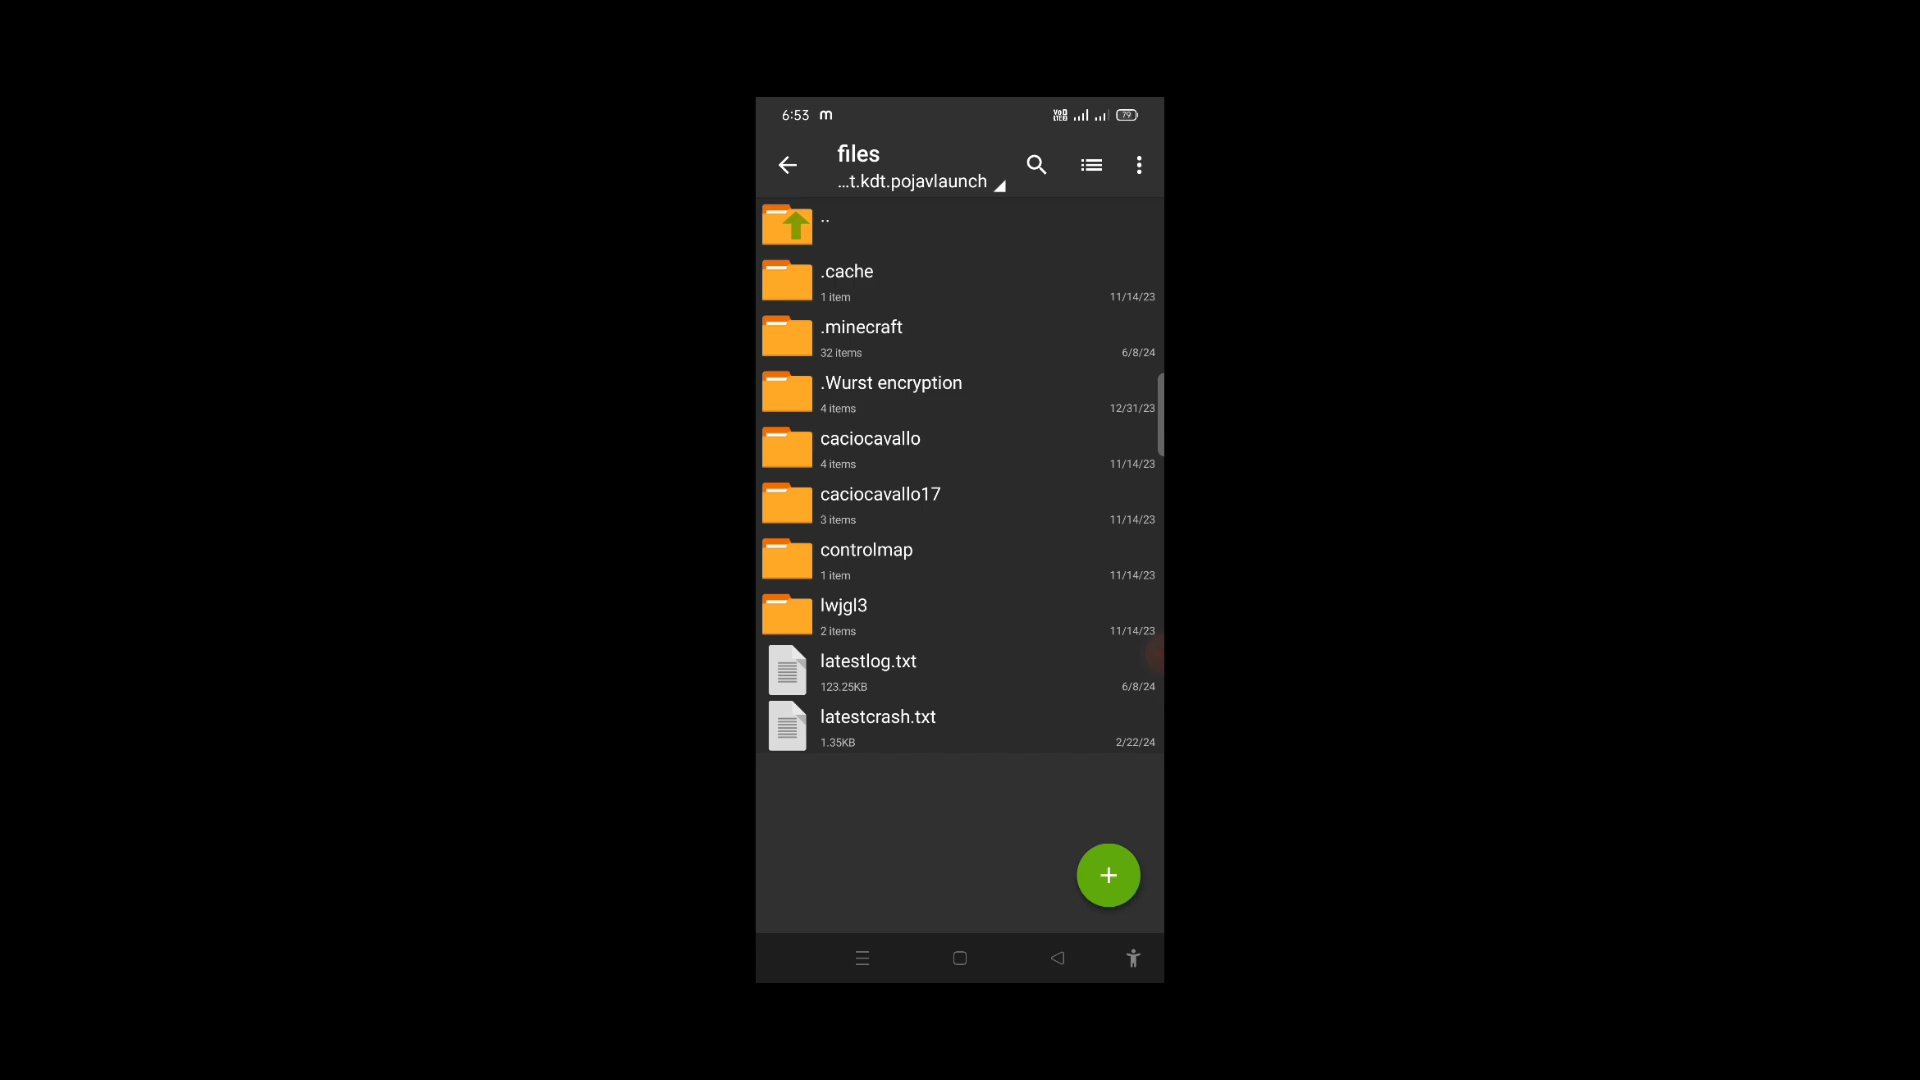 6:53 m
Vo LTE2 79
files
...t.kdt.pojavlaunch
..
.cache
1 item 11/14/23
.minecraft
32 items 6/8/24
.Wurst encryption
4 items 12/31/23
caciocavallo
4 items 11/14/23
caciocavallo17
3 items 11/14/23
controlmap
1 item 11/14/23
lwjgl3
2 items 11/14/23
latestlog.txt
123.25KB 6/8/24
latestcrash.txt
1.35KB 2/22/24